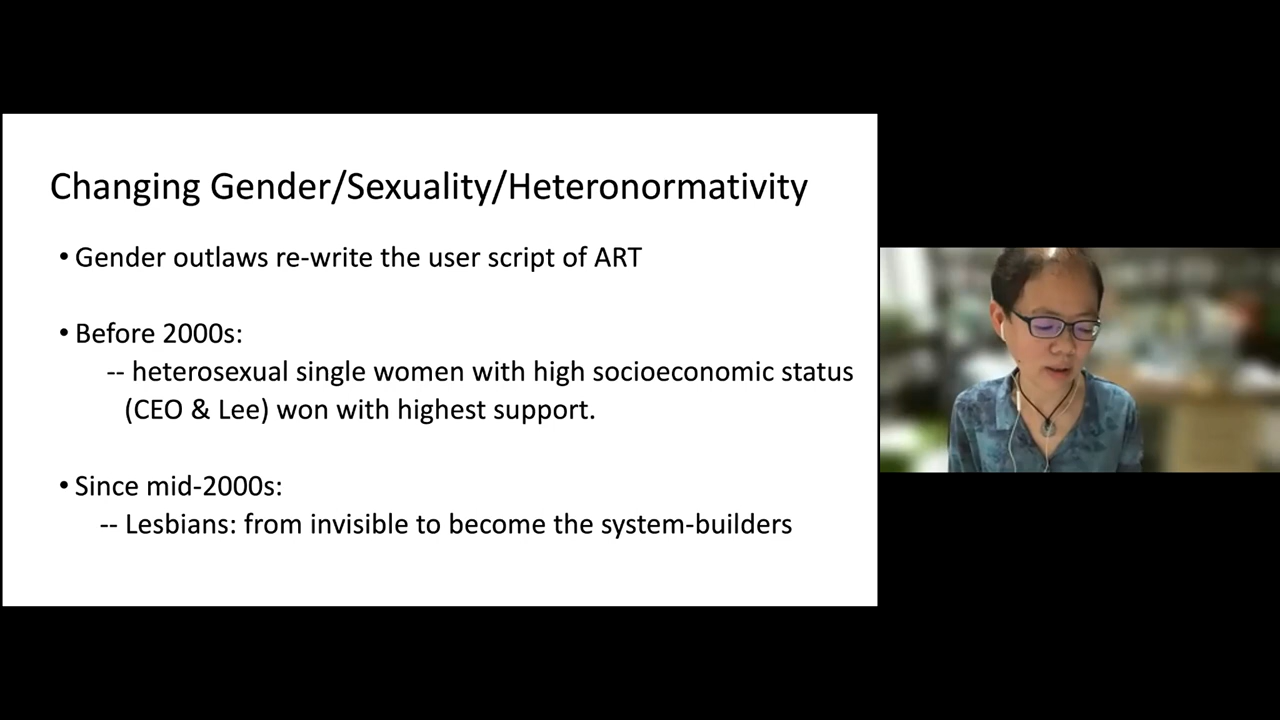 Changing Gender/Sexuality/Heteronormativity
• Gender outlaws re-write the user script of ART
• Before 2000s:
-- heterosexual single women with high socioeconomic status
(CEO & Lee) won with highest support.
• Since mid-2000s:
-- Lesbians: from invisible to become the system-builders